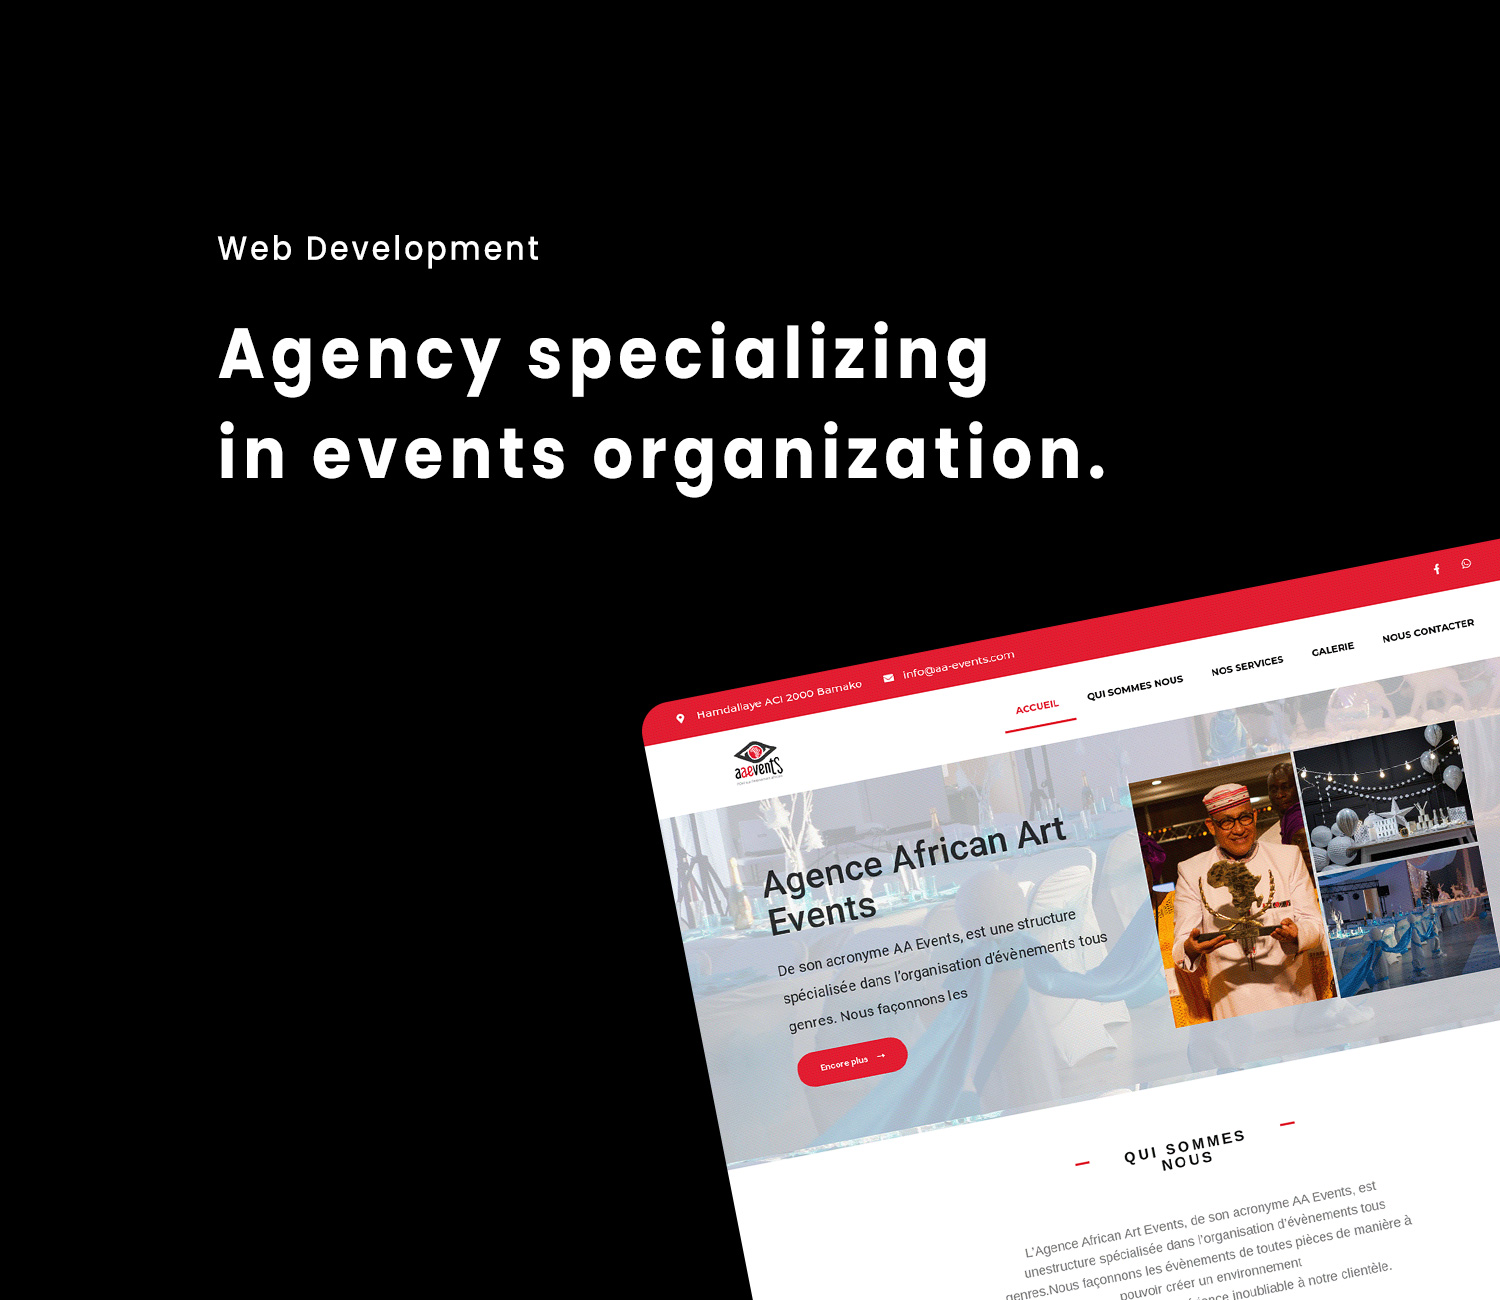 Web Development
Agency specializing
in events organization.
Hamdallaye ACI 2000 Bamako
info@aa-events.com
aaevents
ACCUEIL
QUI SOMMES NOUS
NOS SERVICES
GALERIE
NOUS CONTACTER
Agence African Art
Events
De son acronyme AA Events, est une structure
spécialisée dans l'organisation d'évènements tous
genres. Nous façonnons les
Encore plus →
QUI SOMMES
NOUS
L'Agence African Art Events, de son acronyme AA Events, est
unestructure spécialisée dans l'organisation d'évènements tous
genres.Nous façonnons les évènements de toutes pièces de manière à
pouvoir créer un environnement
inoubliable à notre clientèle.